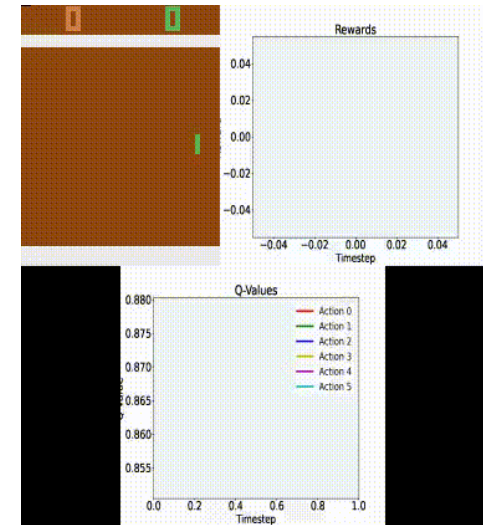 0 0
Rewards
0.04
0.02
0.00
−0.02
−0.04
−0.04 −0.02 0.00 0.02 0.04
Timestep
Q-Values
0.880
0.875
0.870
0.865
0.860
0.855
Action 0
Action 1
Action 2
Action 3
Action 4
Action 5
0.0 0.2 0.4 0.6 0.8 1.0
Timestep